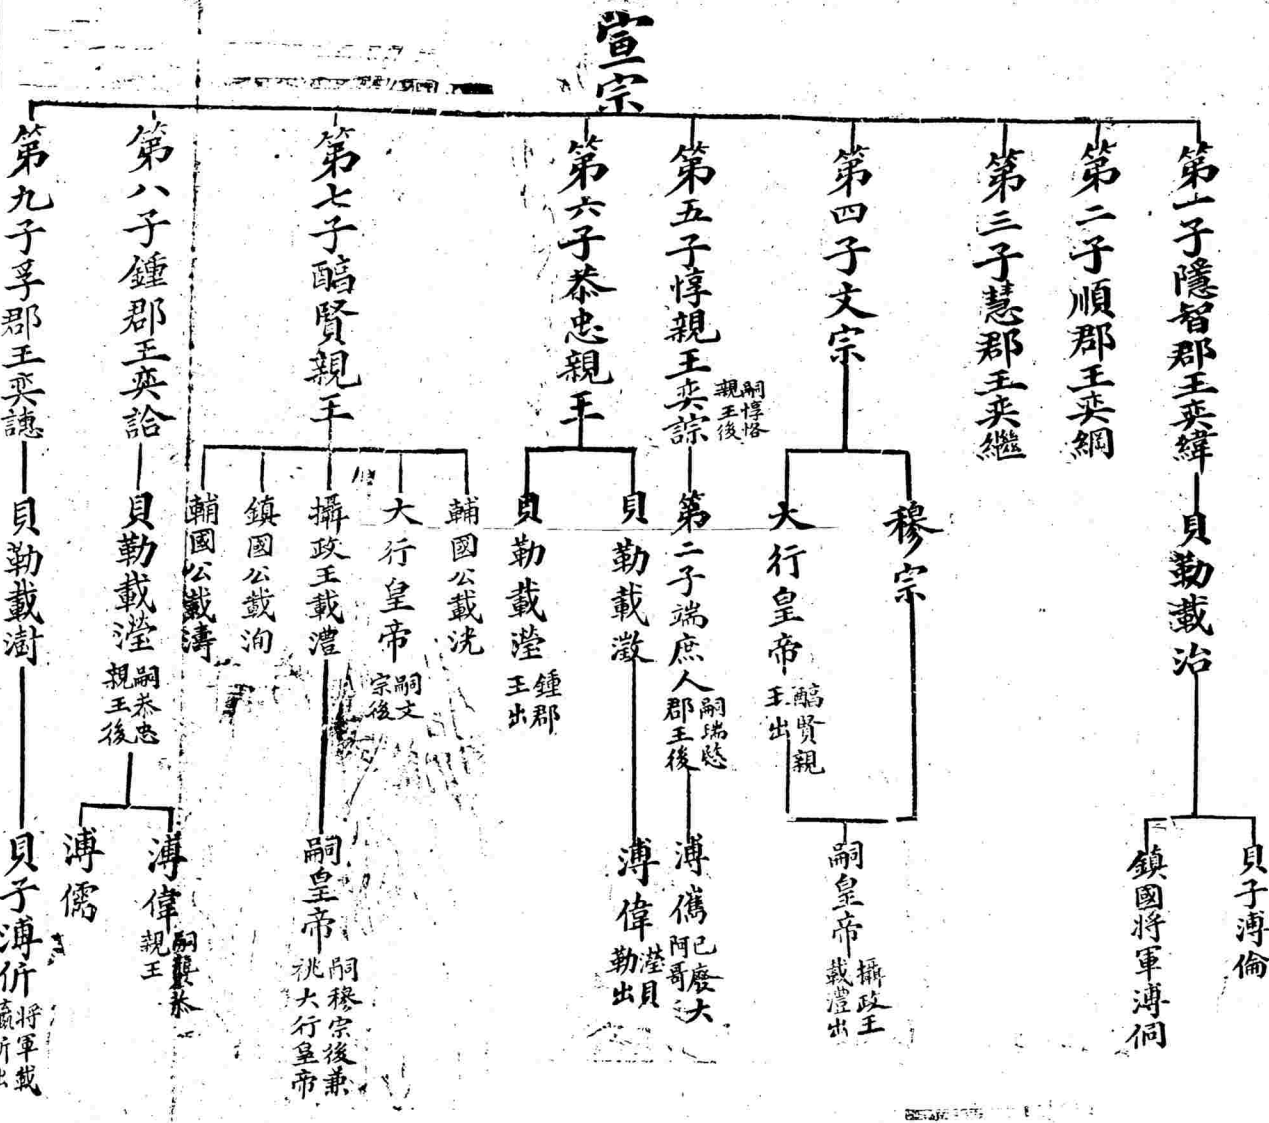 宣宗
第一子隱智郡王奕緯
貝勒載治
貝子溥倫
鎮國將軍溥侗
第二子順郡王奕綱
第三子慧郡王奕繼
第四子文宗
穆宗
大行皇帝
醕賢親
王出
嗣皇帝
攝政王
載灃出
第五子惇親王奕誴
嗣惇恪
親王後
第二子端庶人
嗣瑞愍
郡王後
溥儁
已廢大
阿哥
第六子恭忠親王
貝勒載澂
溥偉
瀅貝
勒出
貝勒載瀅
鍾郡
王出
第七子醕賢親王
輔國公載洸
大行皇帝
嗣文
宗後
攝政王載灃
嗣皇帝
嗣穆宗後兼
祧大行皇帝
鎮國公載洵
輔國公載濤
第八子鍾郡王奕詥
貝勒載瀅
嗣恭忠
親王後
溥偉
嗣襲恭
親王
溥儒
第九子孚郡王奕譓
貝勒載澍
貝子溥伒
將軍載
瀛所出